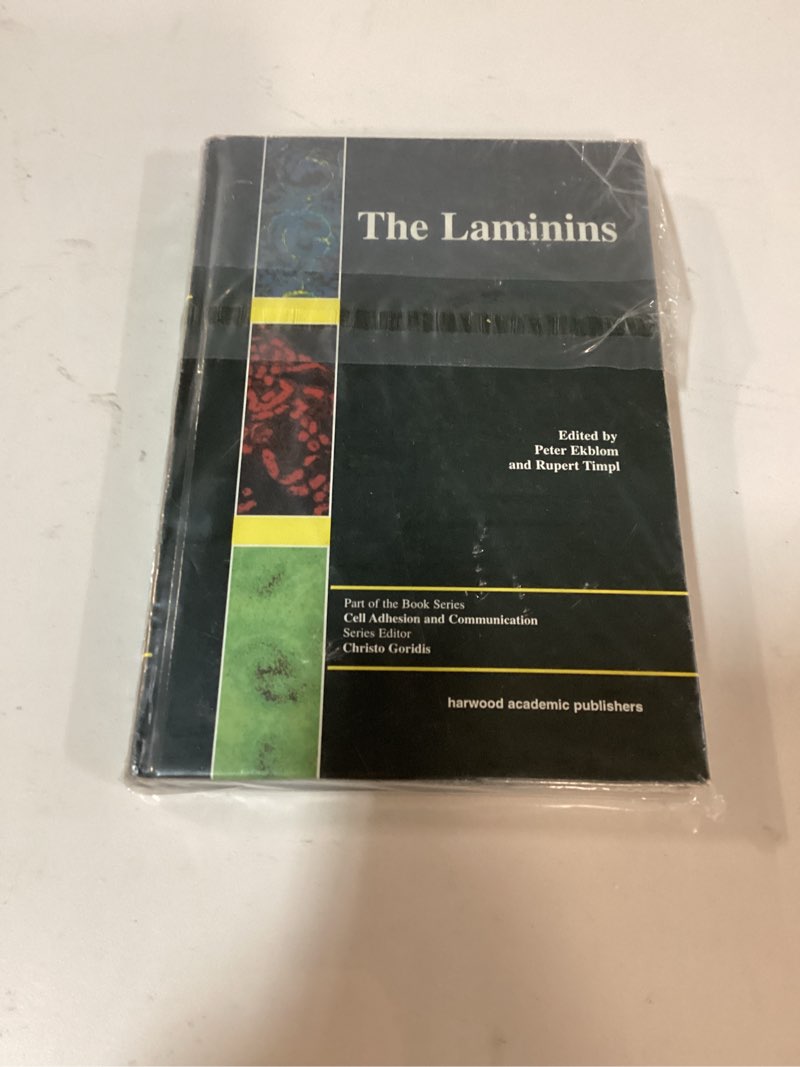 The Laminins
Edited by
Peter Ekblom
and Rupert Timpl
Part of the Book Series
Cell Adhesion and Communication
Series Editor
Christo Goridis
harwood academic publishers